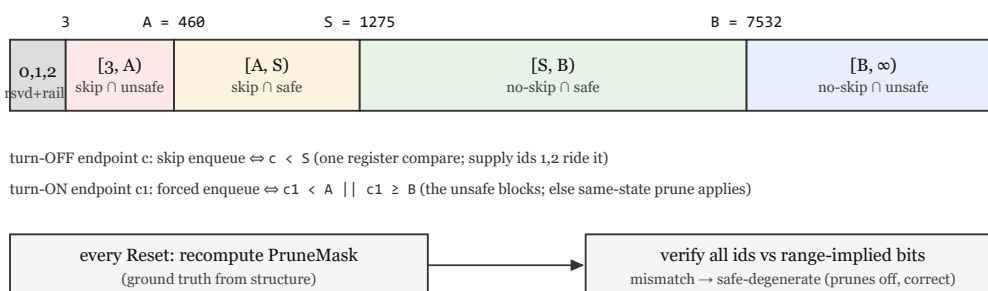 3 A = 460 S = 1275 B = 7532
0,1,2 [3, A) [A, S) [S, B) [B, ∞)
rsvd+rail skip ∩ unsafe skip ∩ safe no-skip ∩ safe no-skip ∩ unsafe
turn-OFF endpoint c: skip enqueue ⇔ c < S (one register compare; supply ids 1,2 ride it)
turn-ON endpoint c1: forced enqueue ⇔ c1 < A || c1 ≥ B (the unsafe blocks; else same-state prune applies)
every Reset: recompute PruneMask
(ground truth from structure)
verify all ids vs range-implied bits
mismatch → safe-degenerate (prunes off, correct)